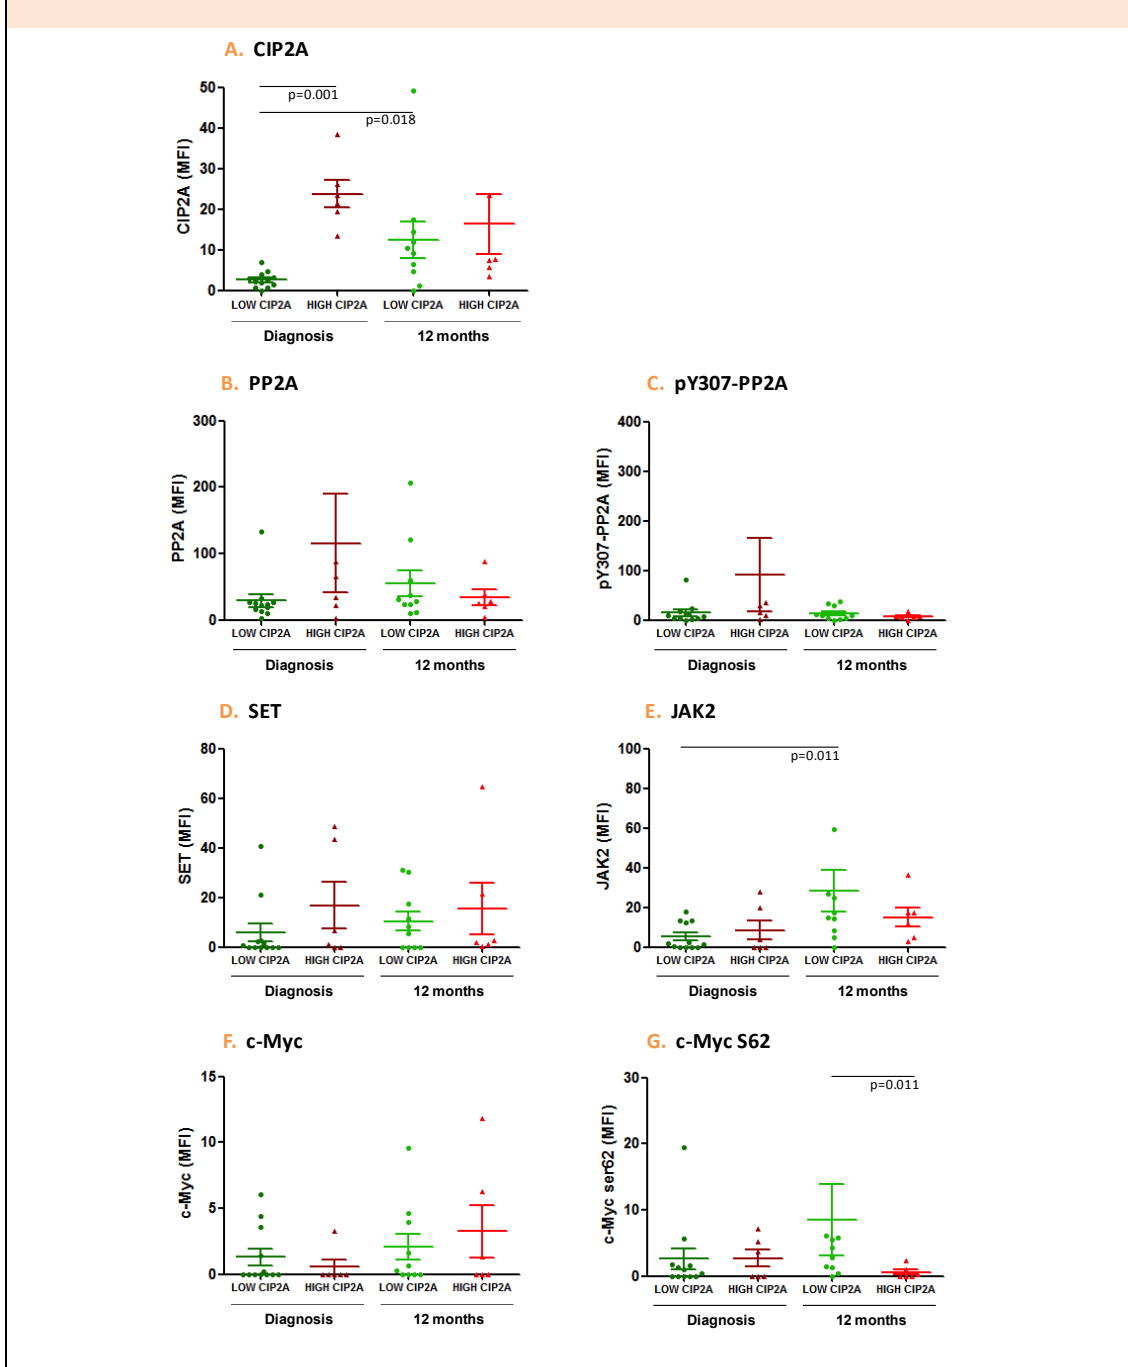 A. CIP2A
50
p=0.001
p=0.018
40
30
20
10
0
CIP2A (MFI)
LOW CIP2A HIGH CIP2A LOW CIP2A HIGH CIP2A
Diagnosis 12 months
B. PP2A
300
200
100
0
PP2A (MFI)
LOW CIP2A HIGH CIP2A LOW CIP2A HIGH CIP2A
Diagnosis 12 months
C. pY307-PP2A
400
300
200
100
0
pY307-PP2A (MFI)
LOW CIP2A HIGH CIP2A LOW CIP2A HIGH CIP2A
Diagnosis 12 months
D. SET
80
60
40
20
0
SET (MFI)
LOW CIP2A HIGH CIP2A LOW CIP2A HIGH CIP2A
Diagnosis 12 months
E. JAK2
100
p=0.011
80
60
40
20
0
JAK2 (MFI)
LOW CIP2A HIGH CIP2A LOW CIP2A HIGH CIP2A
Diagnosis 12 months
F. c-Myc
15
10
5
0
c-Myc (MFI)
LOW CIP2A HIGH CIP2A LOW CIP2A HIGH CIP2A
Diagnosis 12 months
G. c-Myc S62
30
p=0.011
20
10
0
c-Myc ser62 (MFI)
LOW CIP2A HIGH CIP2A LOW CIP2A HIGH CIP2A
Diagnosis 12 months